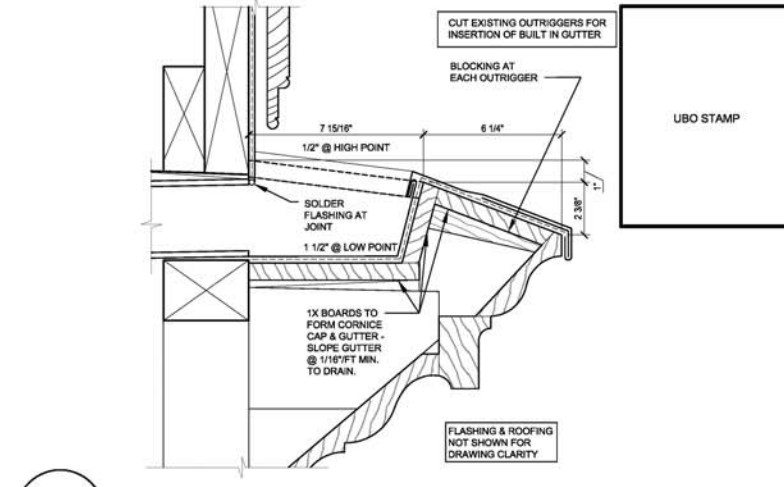 CUT EXISTING OUTRIGGERS FOR
INSERTION OF BUILT IN GUTTER
BLOCKING AT
EACH OUTRIGGER
UBO STAMP
7 15/16"
6 1/4"
1/2" @ HIGH POINT
1"
2 3/8"
SOLDER
FLASHING AT
JOINT
1 1/2" @ LOW POINT
1X BOARDS TO
FORM CORNICE
CAP & GUTTER -
SLOPE GUTTER
@ 1/16"/FT MIN.
TO DRAIN.
FLASHING & ROOFING
NOT SHOWN FOR
DRAWING CLARITY